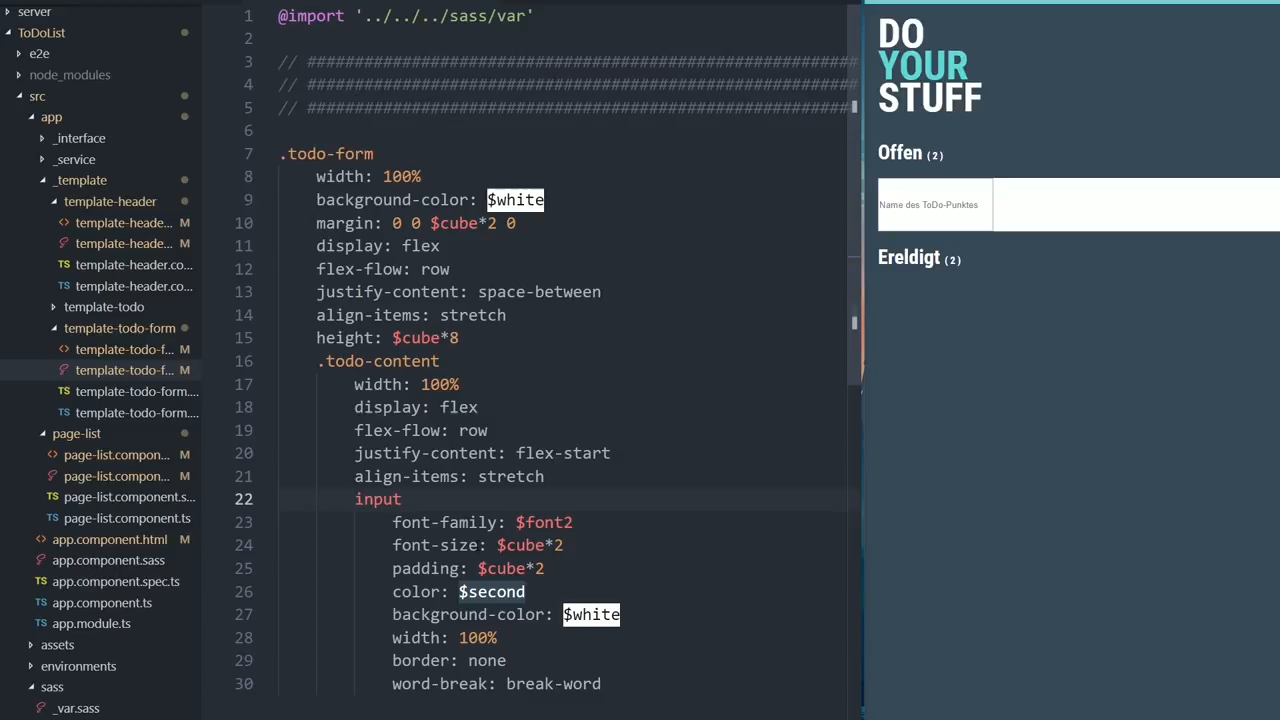 server
ToDoList
e2e
node_modules
src
app
_interface
_service
_template
template-header
template-heade... M
template-heade... M
TS template-header.co...
TS template-header.co...
template-todo
template-todo-form
template-todo-f... M
template-todo-f... M
TS template-todo-form....
TS template-todo-form....
page-list
page-list.compon... M
page-list.compon... M
TS page-list.component.s...
TS page-list.component.ts
app.component.html M
app.component.sass
TS app.component.spec.ts
TS app.component.ts
TS app.module.ts
assets
environments
sass
_var.sass
1 @import '../../../sass/var'
2
3 // ##########################################################
4 // ##########################################################
5 // ##########################################################
6
7 .todo-form
8 width: 100%
9 background-color: $white
10 margin: 0 0 $cube*2 0
11 display: flex
12 flex-flow: row
13 justify-content: space-between
14 align-items: stretch
15 height: $cube*8
16 .todo-content
17 width: 100%
18 display: flex
19 flex-flow: row
20 justify-content: flex-start
21 align-items: stretch
22 input
23 font-family: $font2
24 font-size: $cube*2
25 padding: $cube*2
26 color: $second
27 background-color: $white
28 width: 100%
29 border: none
30 word-break: break-word
DO
YOUR
STUFF
Offen (2)
Name des ToDo-Punktes
Ereldigt (2)